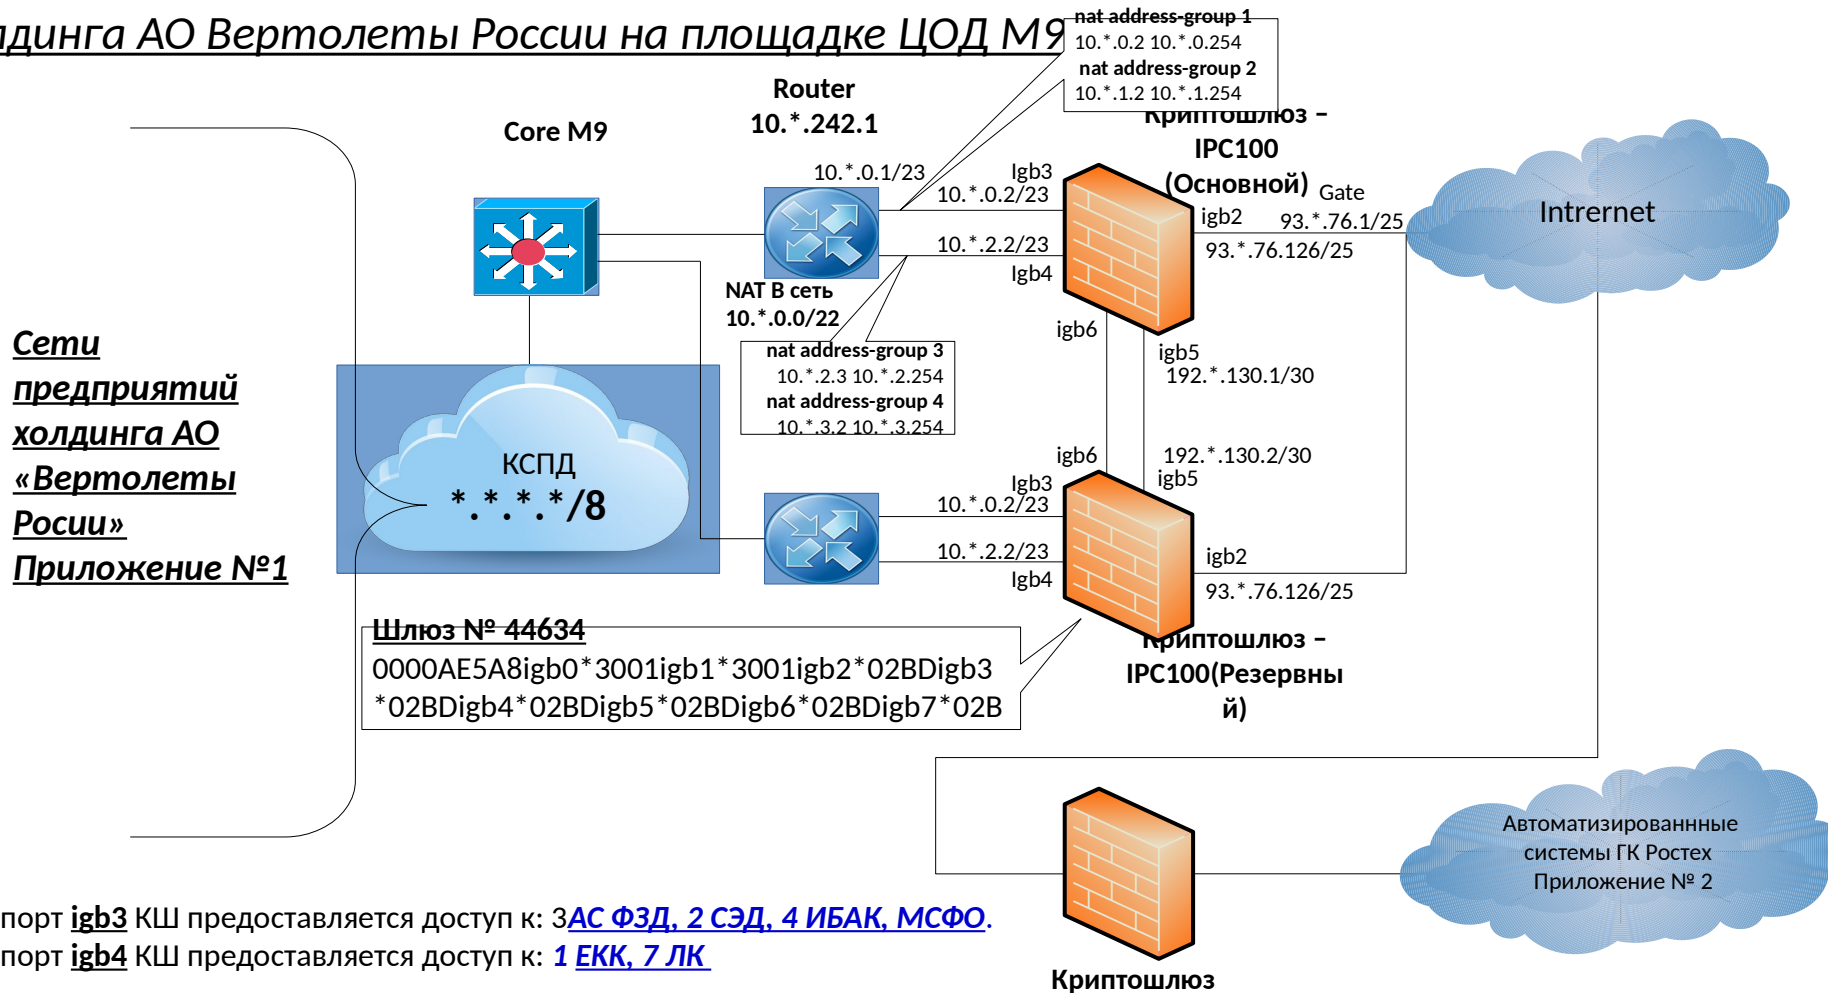 лдинга АО Вертолеты России на площадке ЦОД М9
nat address-group 1
10.*.0.2 10.*.0.254
nat address-group 2
10.*.1.2 10.*.1.254
Router
10.*.242.1
Core M9
Криптошлюз –
IPC100
(Основной)
10.*.0.1/23
Igb3
10.*.0.2/23
Gate
igb2
93.*.76.1/25
Intrernet
10.*.2.2/23
93.*.76.126/25
Igb4
NAT В сеть
10.*.0.0/22
igb6
nat address-group 3
10.*.2.3 10.*.2.254
nat address-group 4
10.*.3.2 10.*.3.254
igb5
192.*.130.1/30
Сети
предприятий
холдинга АО
«Вертолеты
Росии»
Приложение №1
КСПД
*.*.*.*/8
igb6
192.*.130.2/30
igb5
Igb3
10.*.0.2/23
10.*.2.2/23
Igb4
igb2
93.*.76.126/25
Шлюз № 44634
0000AE5A8igb0*3001igb1*3001igb2*02BDigb3
*02BDigb4*02BDigb5*02BDigb6*02BDigb7*02B
Криптошлюз –
IPC100(Резервны
й)
Автоматизированнные
системы ГК Ростех
Приложение № 2
порт igb3 КШ предоставляется доступ к: 3АС ФЗД, 2 СЭД, 4 ИБАК, МСФО.
порт igb4 КШ предоставляется доступ к: 1 ЕКК, 7 ЛК
Криптошлюз